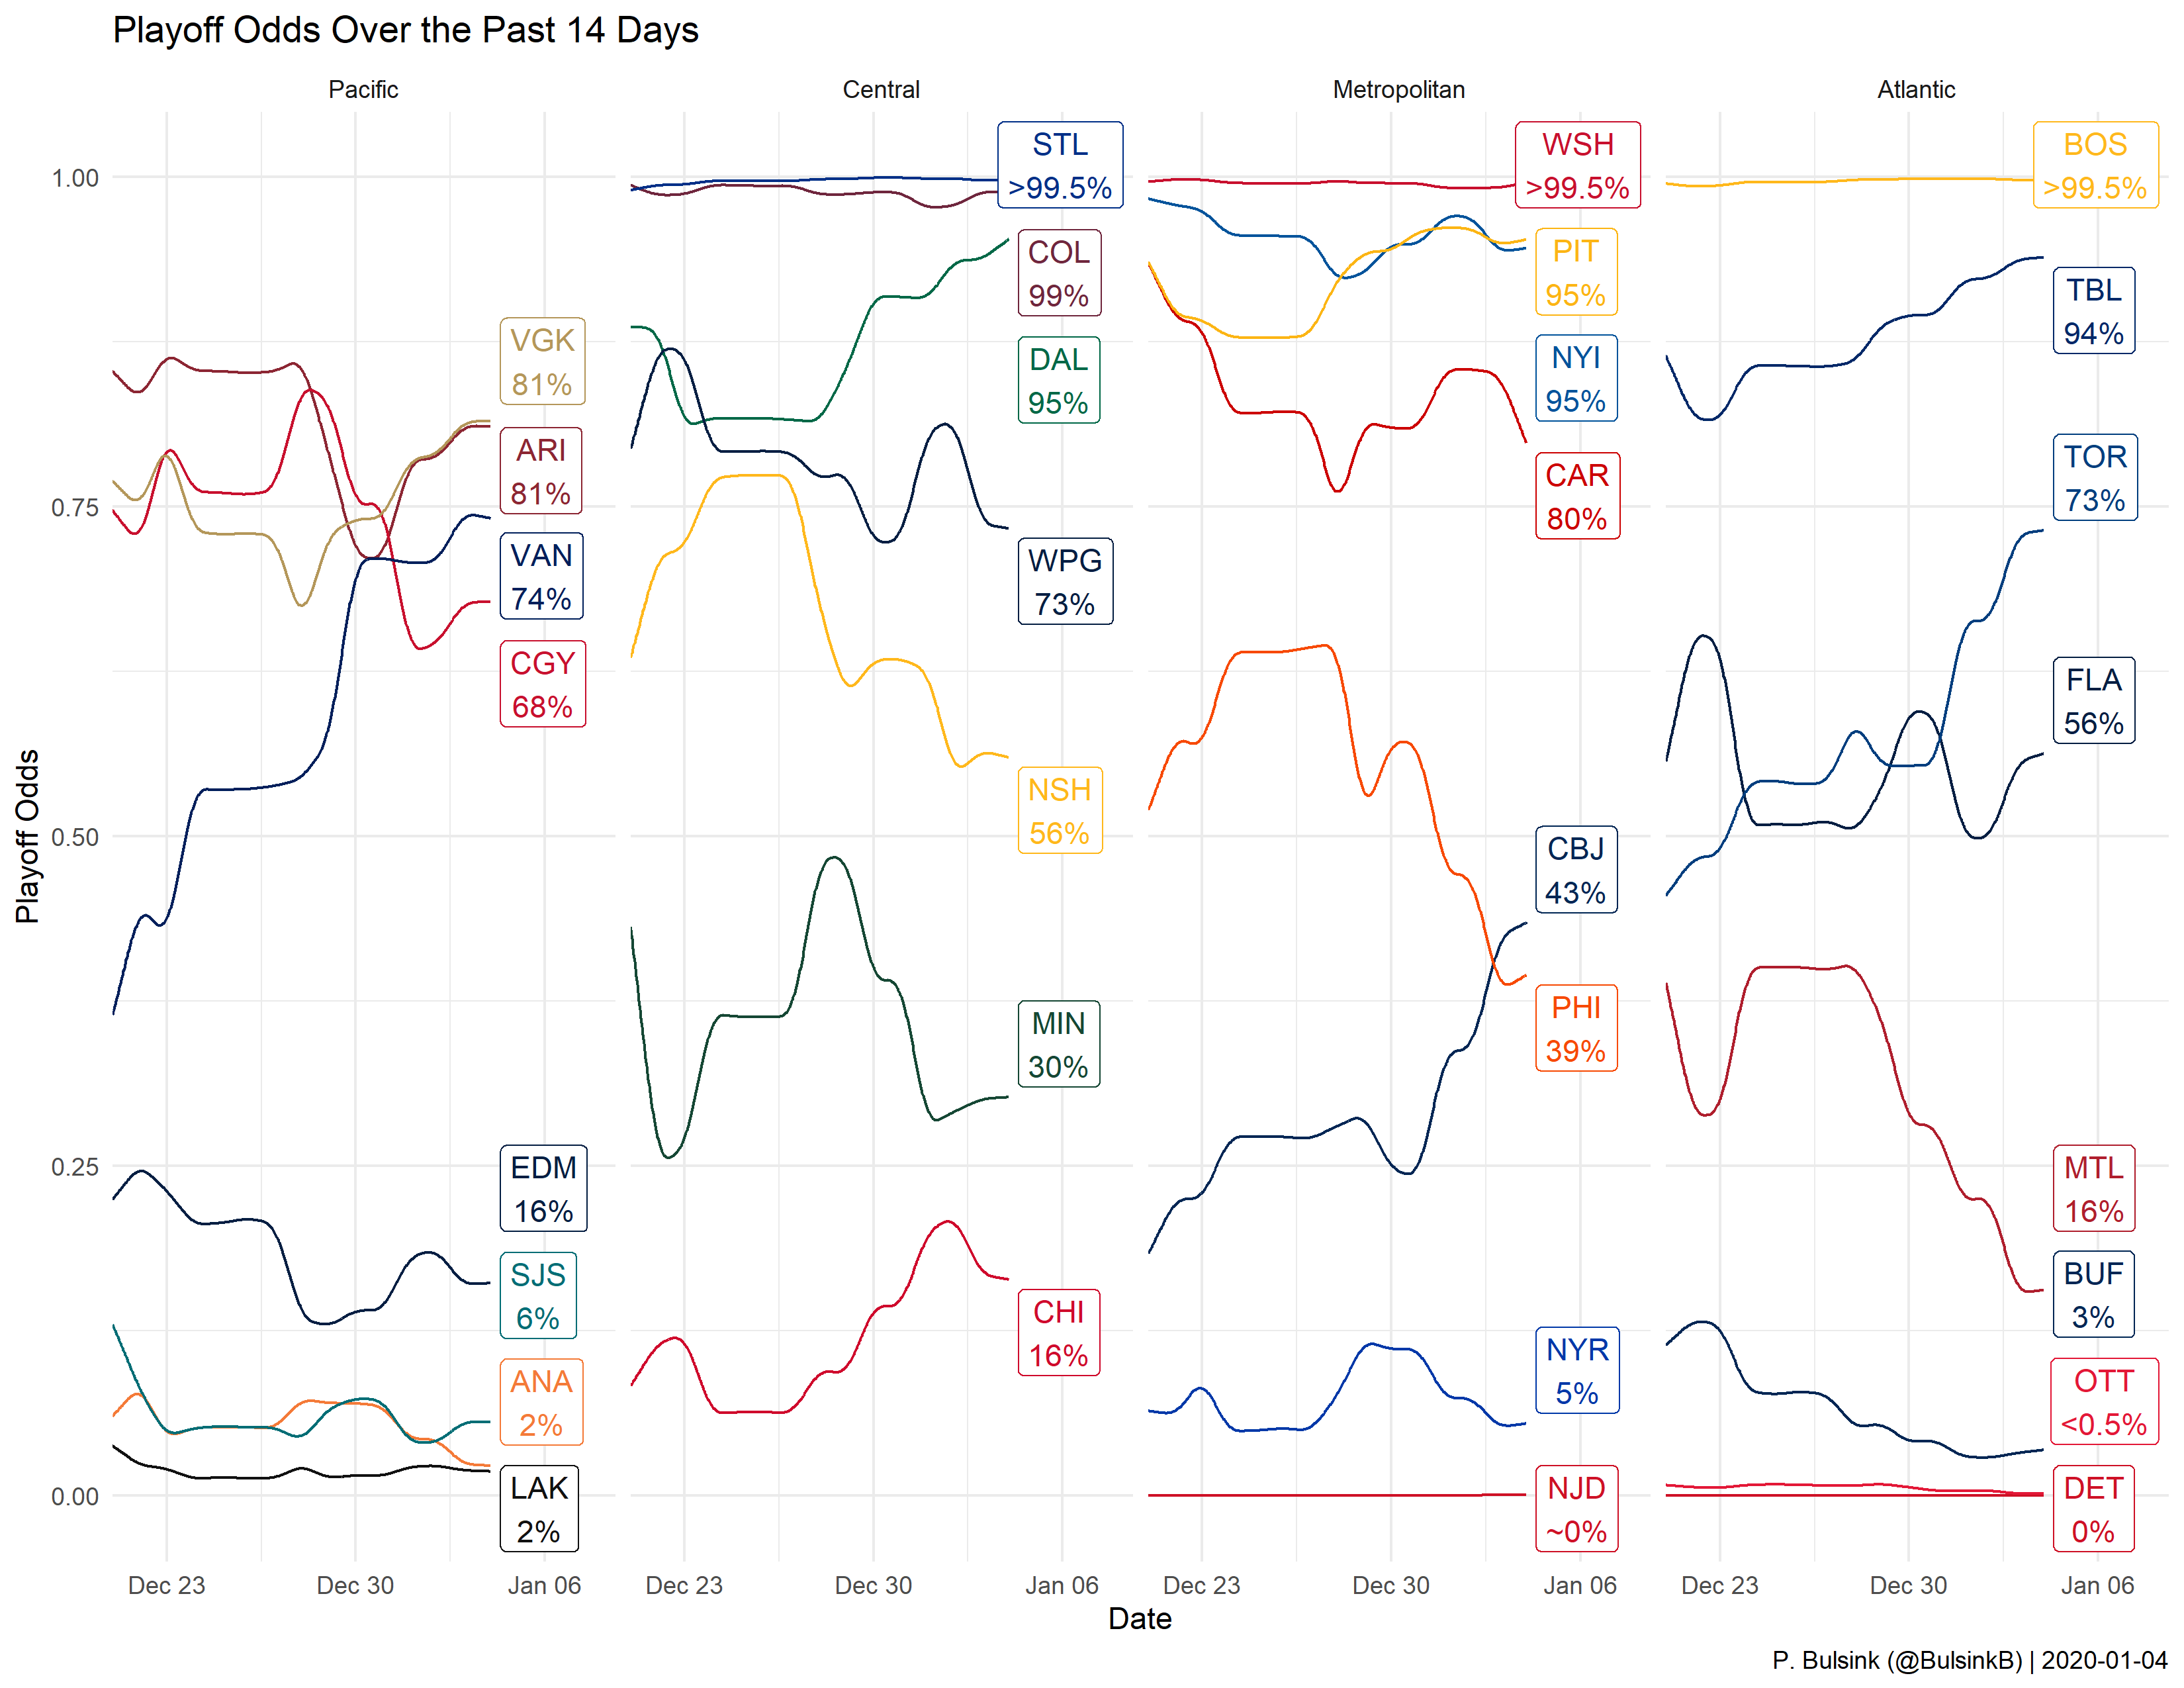 Playoff Odds Over the Past 14 Days
Pacific
Central
Metropolitan
Atlantic
Playoff Odds
1.00
0.75
0.50
0.25
0.00
VGK
81%
ARI
81%
VAN
74%
CGY
68%
EDM
16%
SJS
6%
ANA
2%
LAK
2%
STL
>99.5%
COL
99%
DAL
95%
WPG
73%
NSH
56%
MIN
30%
CHI
16%
WSH
>99.5%
PIT
95%
NYI
95%
CAR
80%
CBJ
43%
PHI
39%
NYR
5%
NJD
~0%
BOS
>99.5%
TBL
94%
TOR
73%
FLA
56%
MTL
16%
BUF
3%
OTT
<0.5%
DET
0%
Dec 23 Dec 30 Jan 06
Dec 23 Dec 30 Jan 06
Dec 23 Dec 30 Jan 06
Dec 23 Dec 30 Jan 06
Date
P. Bulsink (@BulsinkB) | 2020-01-04